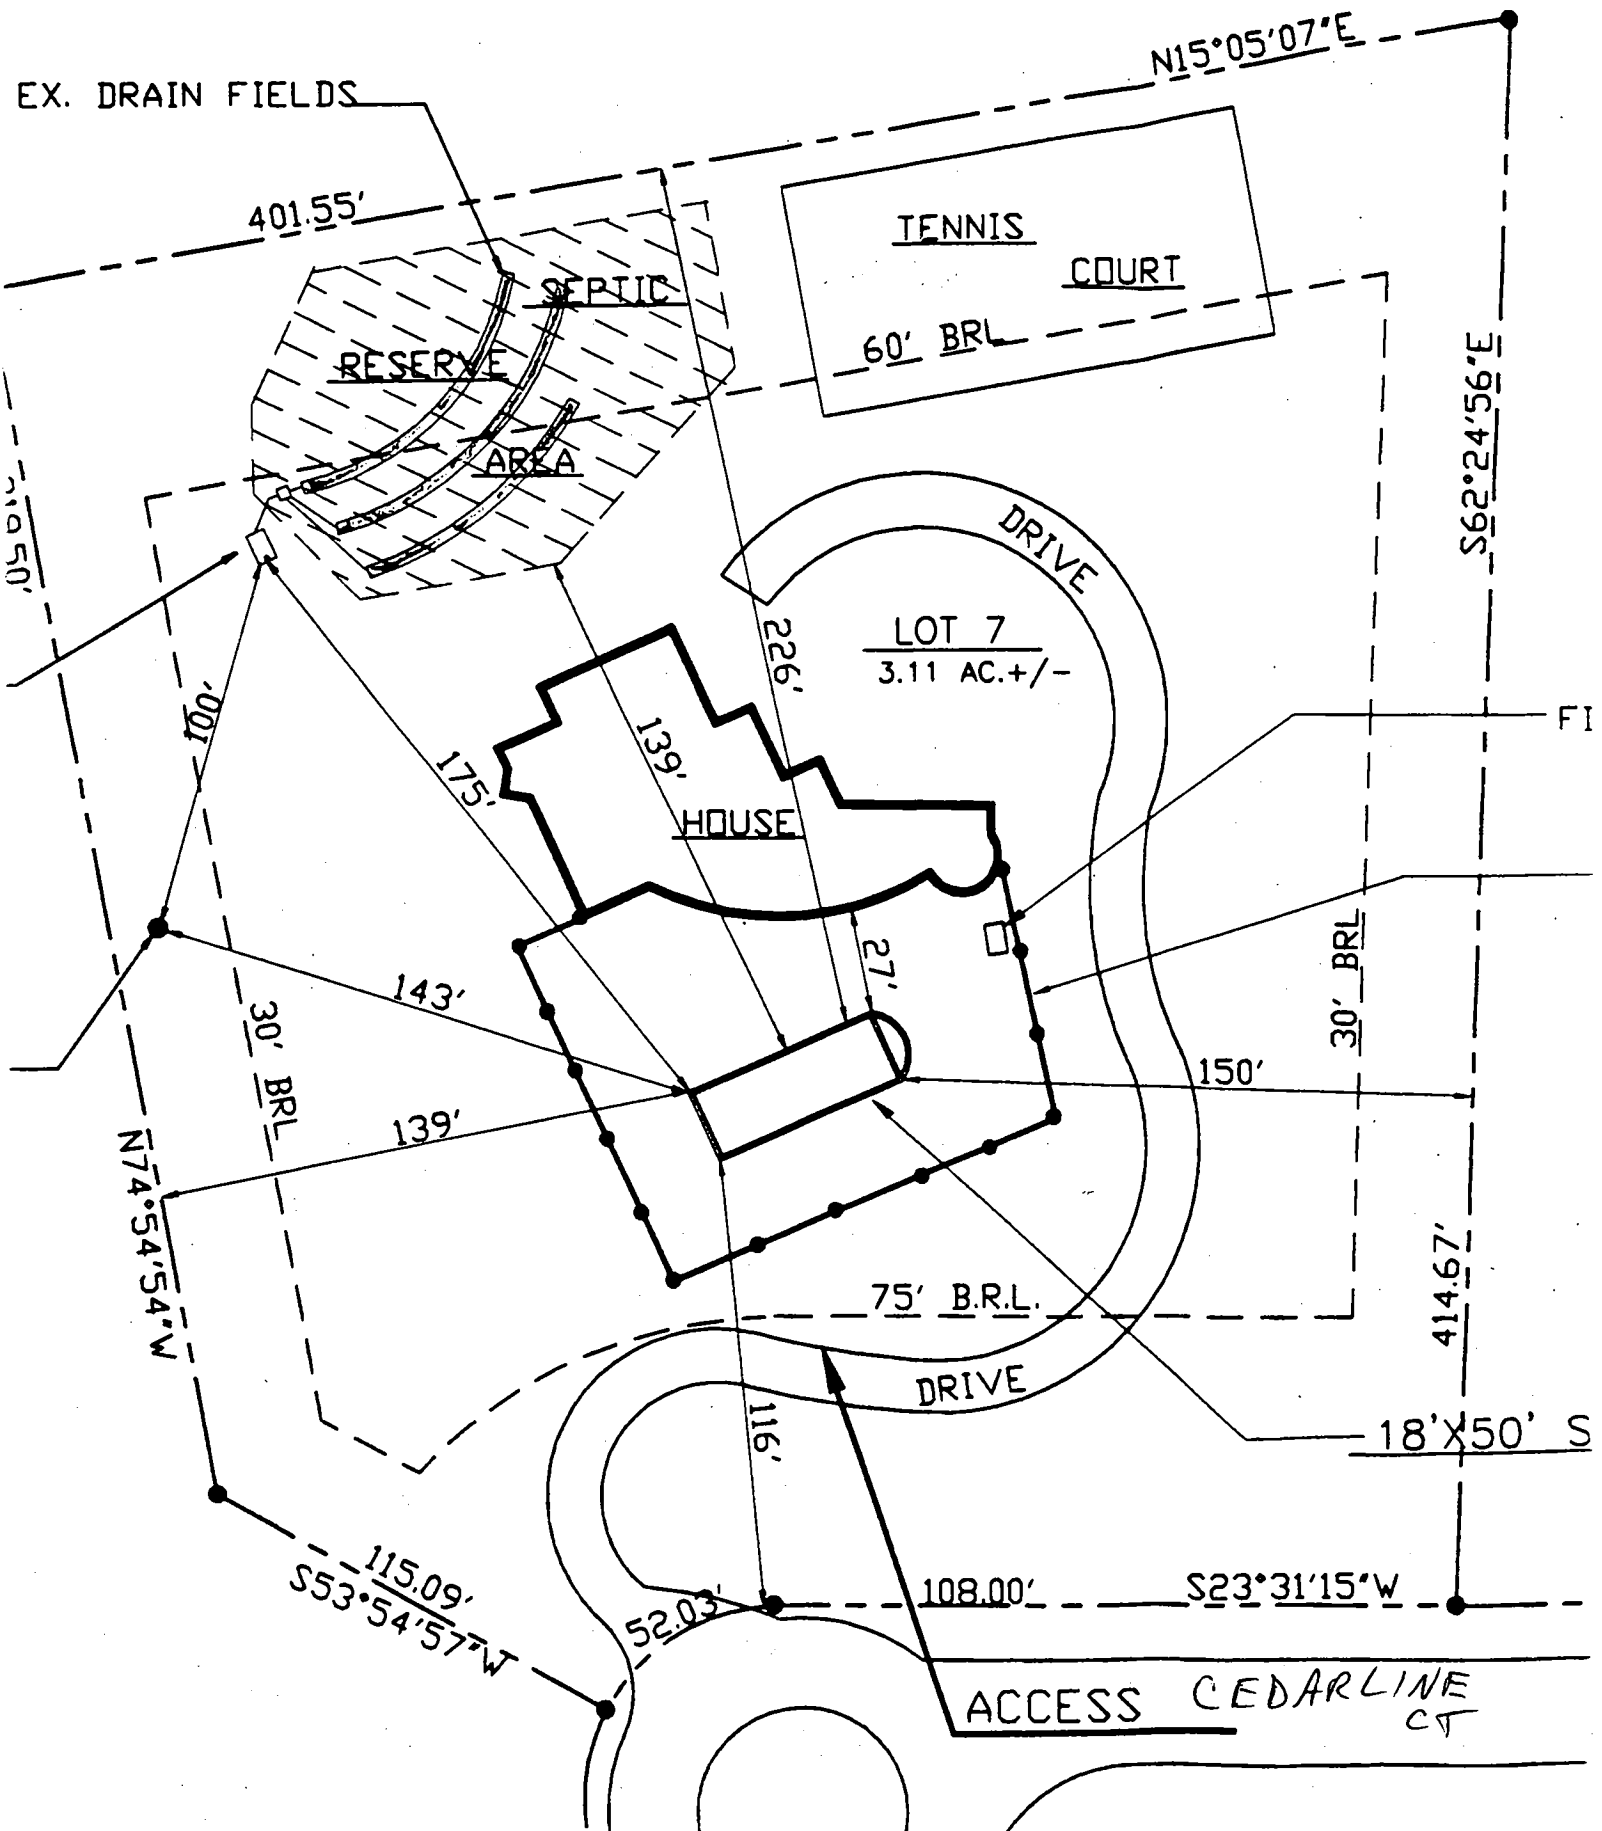 N15°05'07"E
EX. DRAIN FIELDS
401.55'
TENNIS
COURT
SEPTIC
RESERVE
AREA
60' BRL
S62°24'56"E
DRIVE
LOT 7
3.11 AC.+/-
226'
100'
175'
139'
FI
HOUSE
27'
143'
30' BRL
30' BRL
150'
139'
N74°54'54"W
75' B.R.L.
414.67'
DRIVE
116'
18'X50' S
115.09'
S53°54'57"W
52.03'
108.00'
S23°31'15"W
ACCESS
CEDARLINE
CT